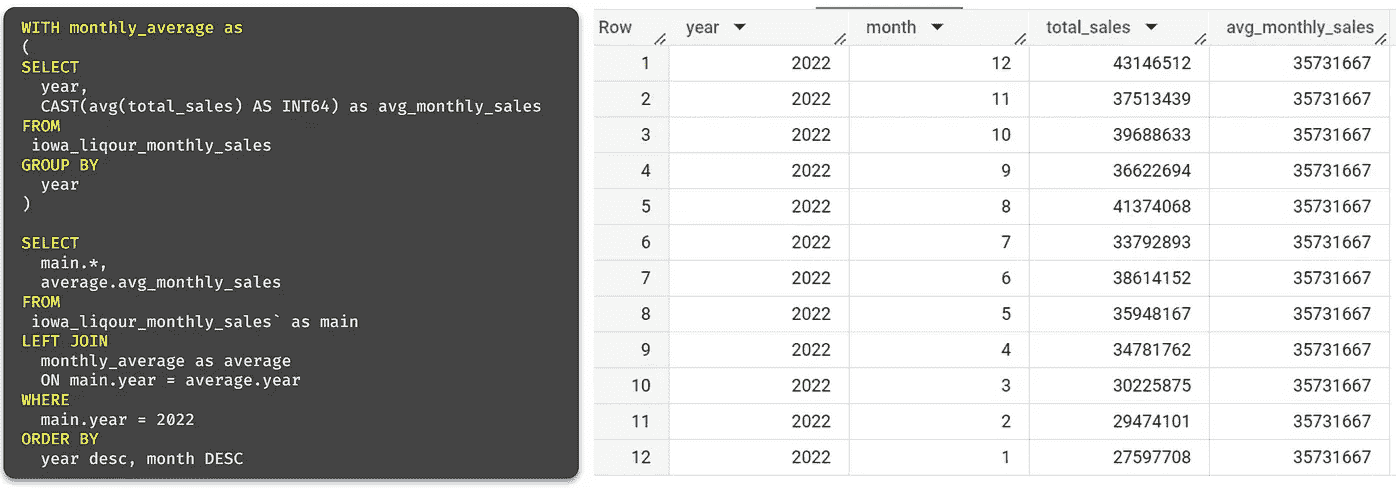 WITH monthly_average as
(
SELECT
year,
CAST(avg(total_sales) AS INT64) as avg_monthly_sales
FROM
iowa_liqour_monthly_sales
GROUP BY
year
)
SELECT
main.*,
average.avg_monthly_sales
FROM
iowa_liqour_monthly_sales` as main
LEFT JOIN
monthly_average as average
ON main.year = average.year
WHERE
main.year = 2022
ORDER BY
year desc, month DESC
Row year month total_sales avg_monthly_sales
1 2022 12 43146512 35731667
2 2022 11 37513439 35731667
3 2022 10 39688633 35731667
4 2022 9 36622694 35731667
5 2022 8 41374068 35731667
6 2022 7 33792893 35731667
7 2022 6 38614152 35731667
8 2022 5 35948167 35731667
9 2022 4 34781762 35731667
10 2022 3 30225875 35731667
11 2022 2 29474101 35731667
12 2022 1 27597708 35731667